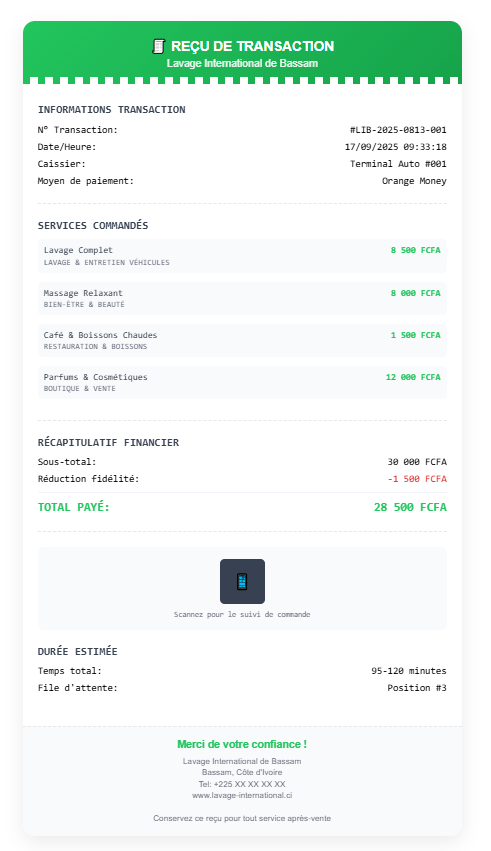 REÇU DE TRANSACTION
Lavage International de Bassam
INFORMATIONS TRANSACTION
N° Transaction: #LIB-2025-0813-001
Date/Heure: 17/09/2025 09:33:18
Caissier: Terminal Auto #001
Moyen de paiement: Orange Money
SERVICES COMMANDÉS
Lavage Complet 8 500 FCFA
LAVAGE & ENTRETIEN VÉHICULES
Massage Relaxant 8 000 FCFA
BIEN-ÊTRE & BEAUTÉ
Café & Boissons Chaudes 1 500 FCFA
RESTAURATION & BOISSONS
Parfums & Cosmétiques 12 000 FCFA
BOUTIQUE & VENTE
RÉCAPITULATIF FINANCIER
Sous-total: 30 000 FCFA
Réduction fidélité: -1 500 FCFA
TOTAL PAYÉ: 28 500 FCFA
Scannez pour le suivi de commande
DURÉE ESTIMÉE
Temps total: 95-120 minutes
File d'attente: Position #3
Merci de votre confiance !
Lavage International de Bassam
Bassam, Côte d'Ivoire
Tel: +225 XX XX XX XX
www.lavage-international.ci
Conservez ce reçu pour tout service après-vente